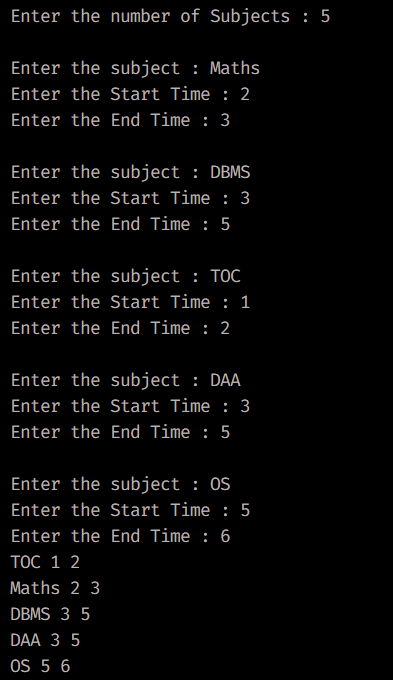 Enter the number of Subjects : 5
Enter the subject : Maths
Enter the Start Time : 2
Enter the End Time : 3
Enter the subject : DBMS
Enter the Start Time : 3
Enter the End Time : 5
Enter the subject : TOC
Enter the Start Time : 1
Enter the End Time : 2
Enter the subject : DAA
Enter the Start Time : 3
Enter the End Time : 5
Enter the subject : OS
Enter the Start Time : 5
Enter the End Time : 6
TOC 1 2
Maths 2 3
DBMS 3 5
DAA 3 5
OS 5 6